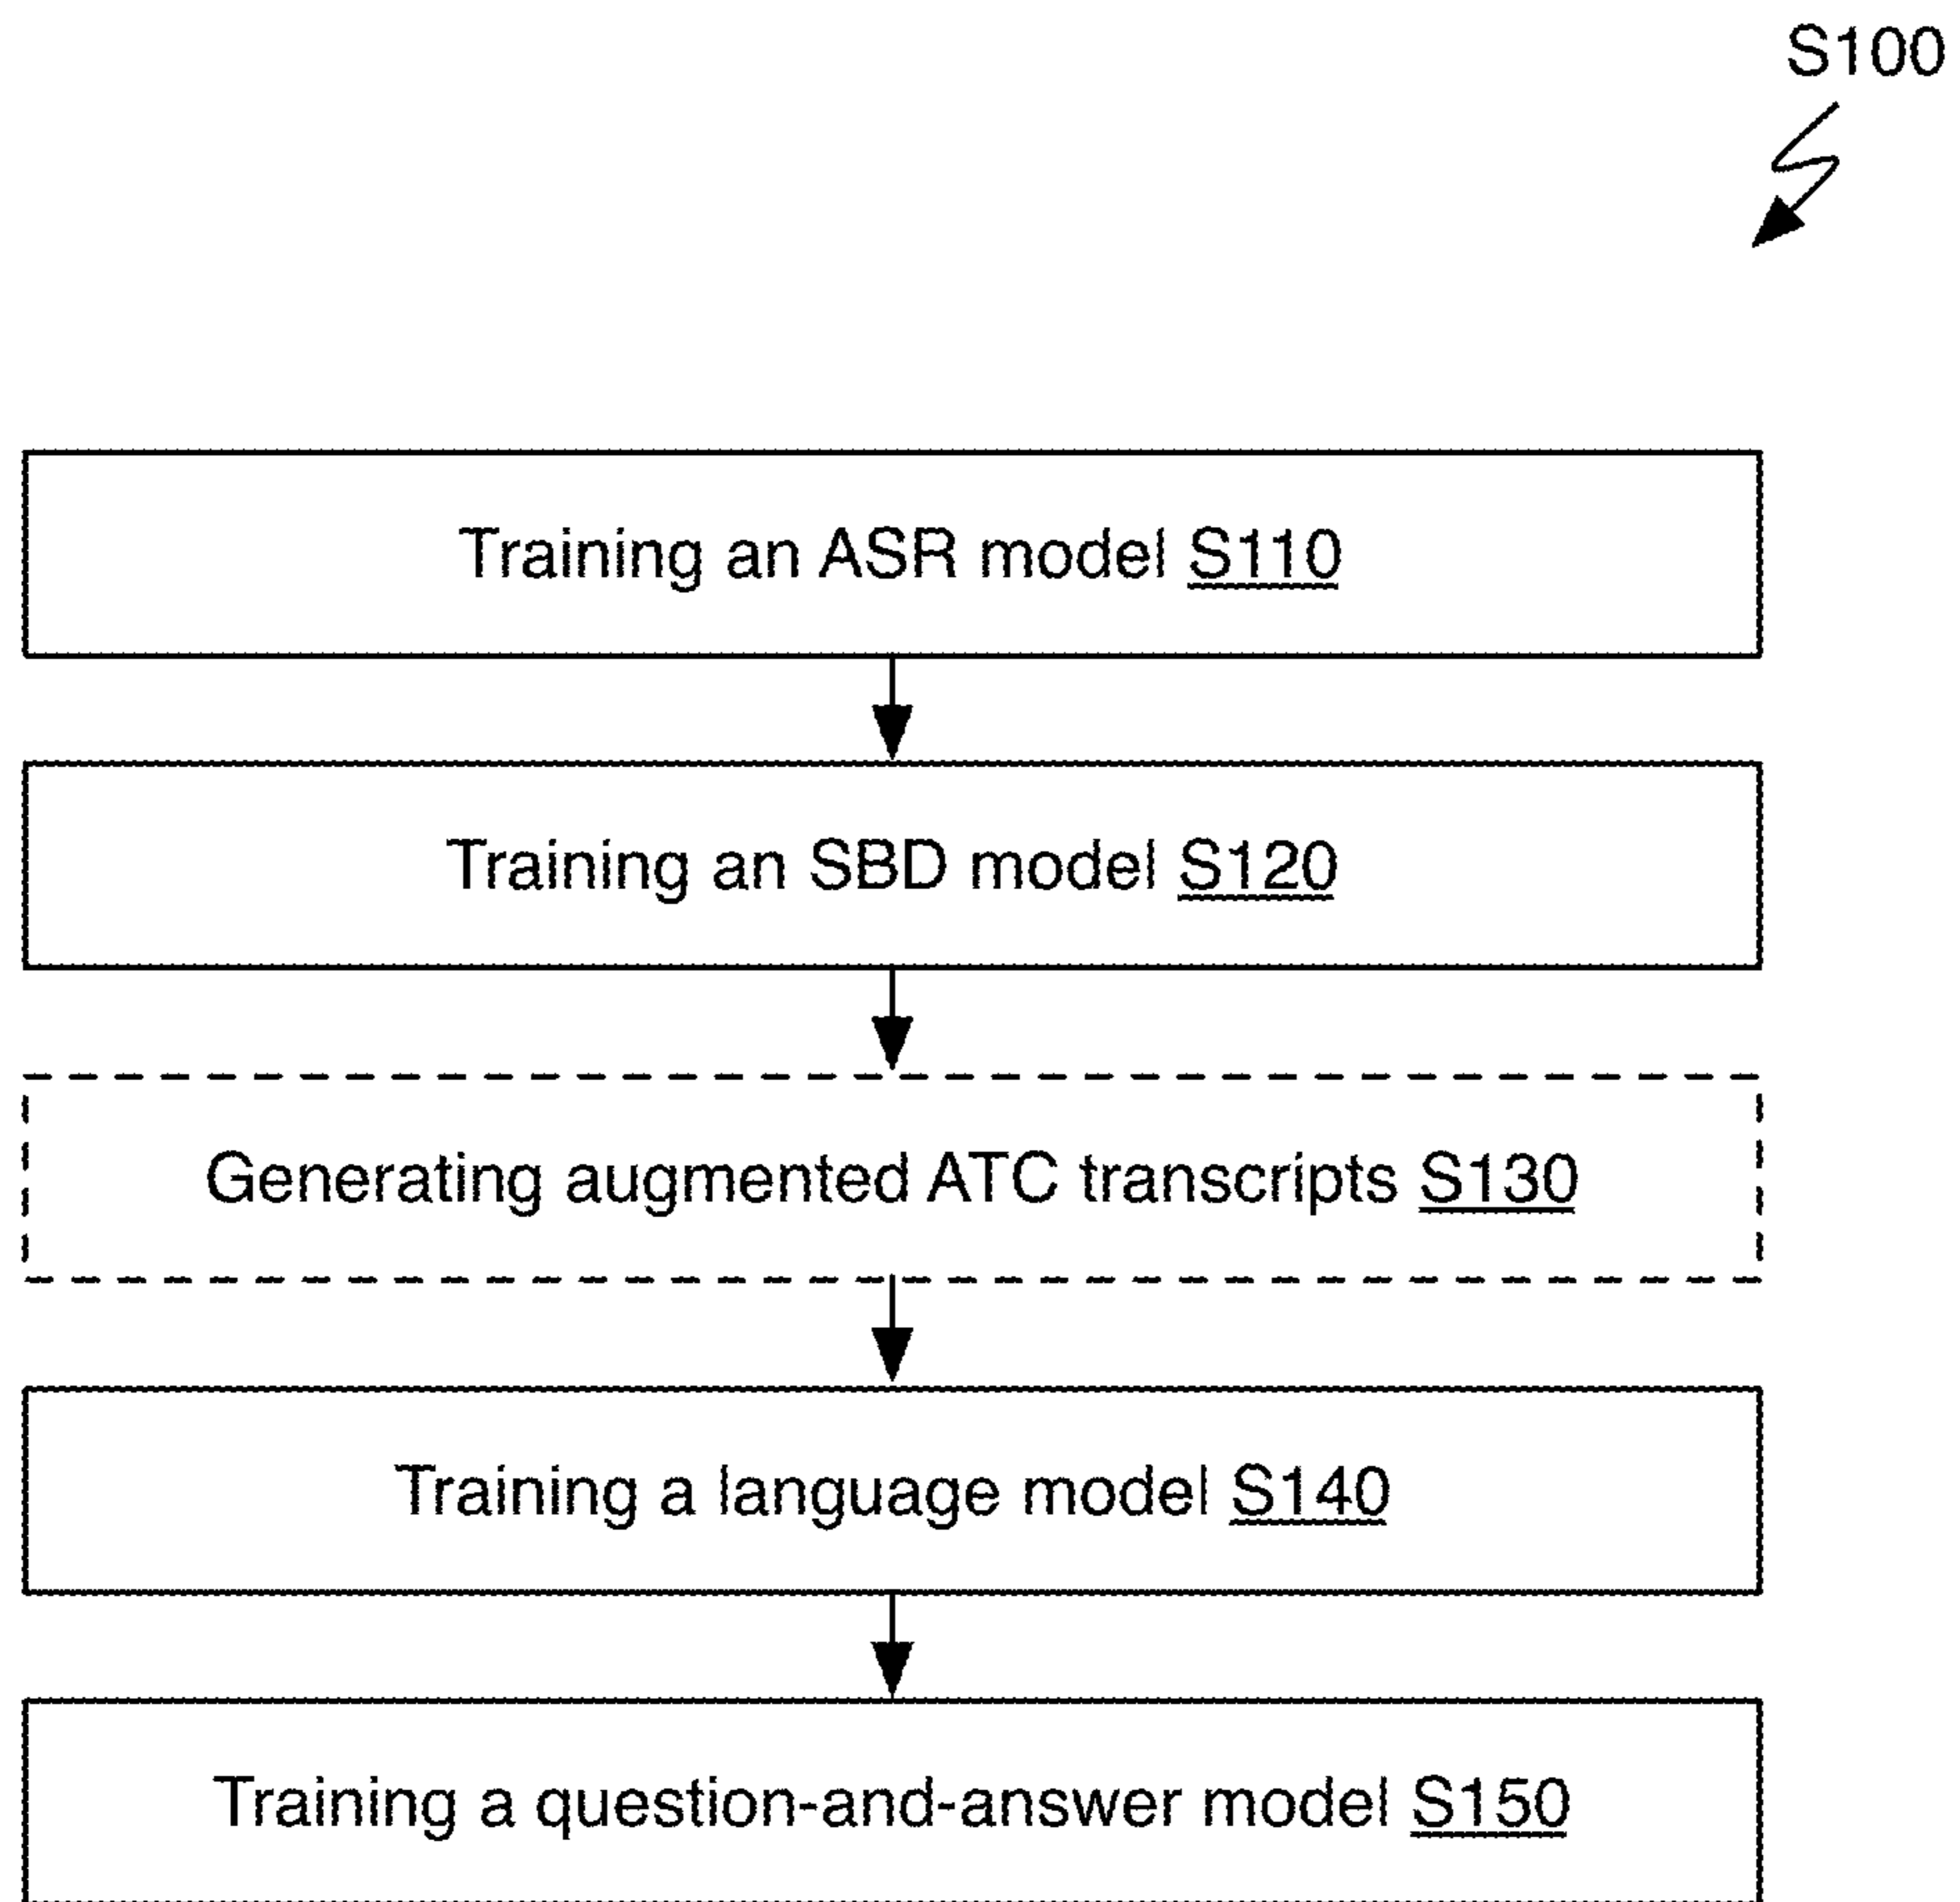 S100
Training an ASR model S110
Training an SBD model S120
Generating augmented ATC transcripts S130
Training a language model S140
Training a question-and-answer model S150